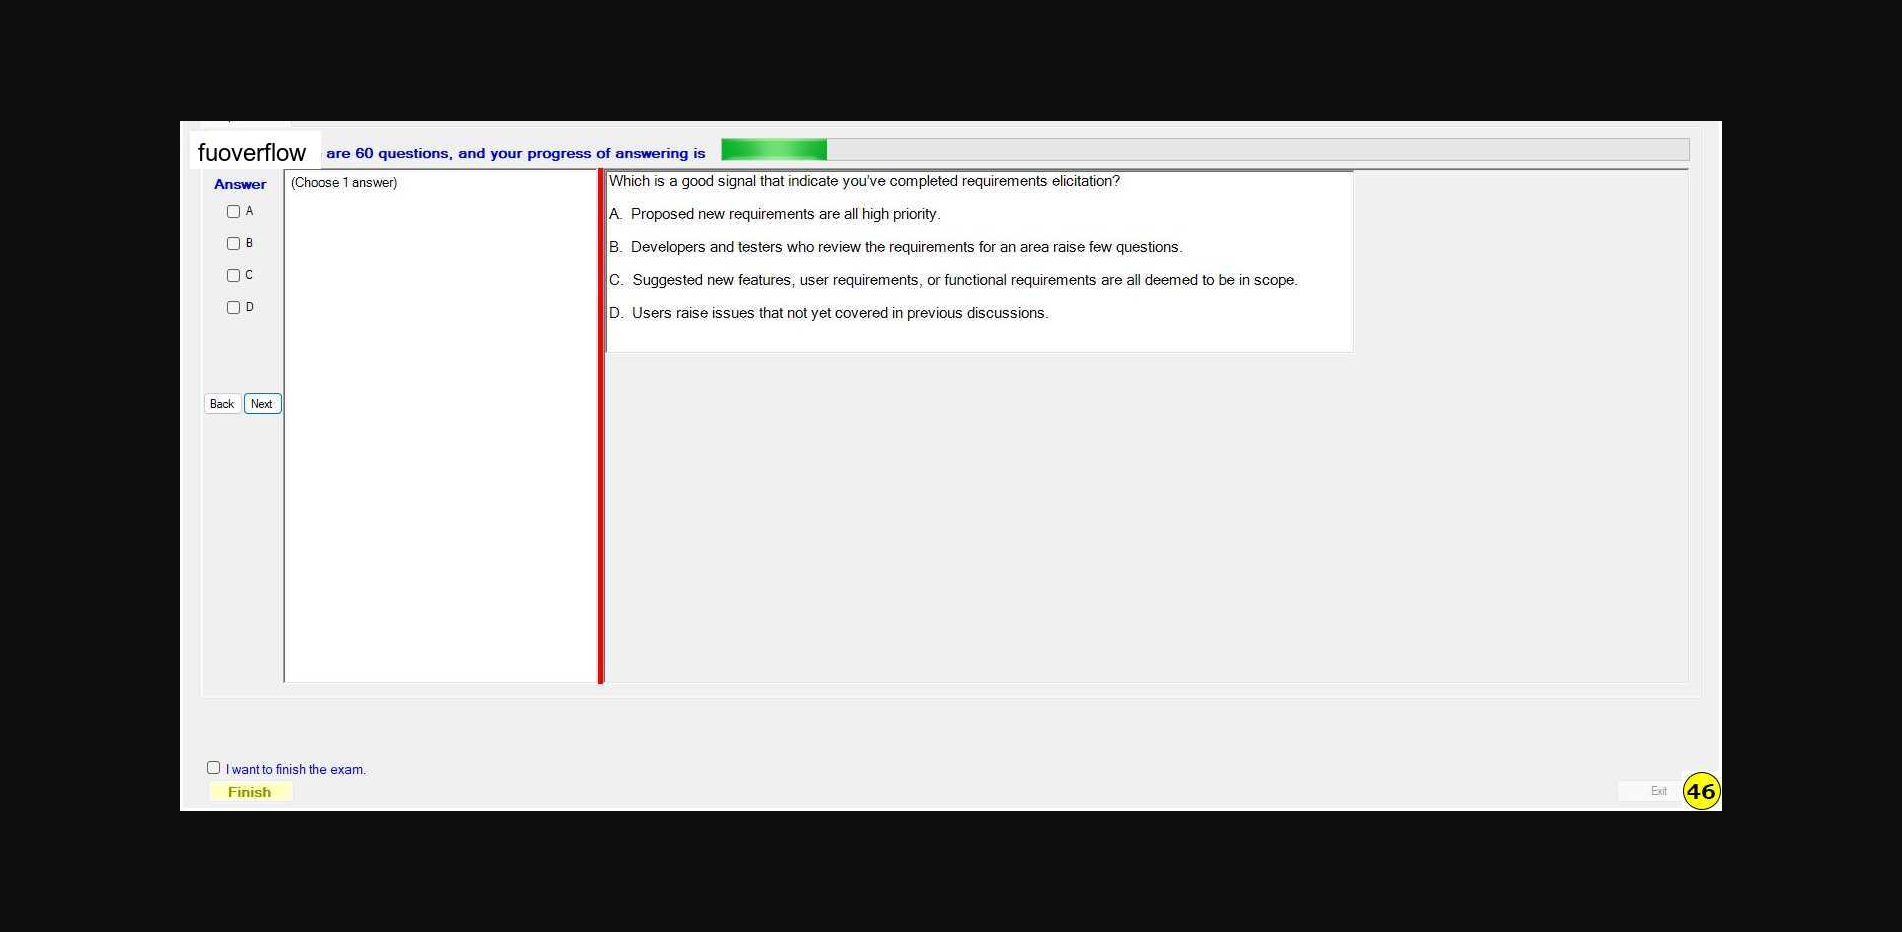 fuoverflow are 60 questions, and your progress of answering is
Answer
(Choose 1 answer)
A
B
C
D
Back Next
Which is a good signal that indicate you've completed requirements elicitation?
A. Proposed new requirements are all high priority.
B. Developers and testers who review the requirements for an area raise few questions.
C. Suggested new features, user requirements, or functional requirements are all deemed to be in scope.
D. Users raise issues that not yet covered in previous discussions.
I want to finish the exam.
Finish
Exit
46